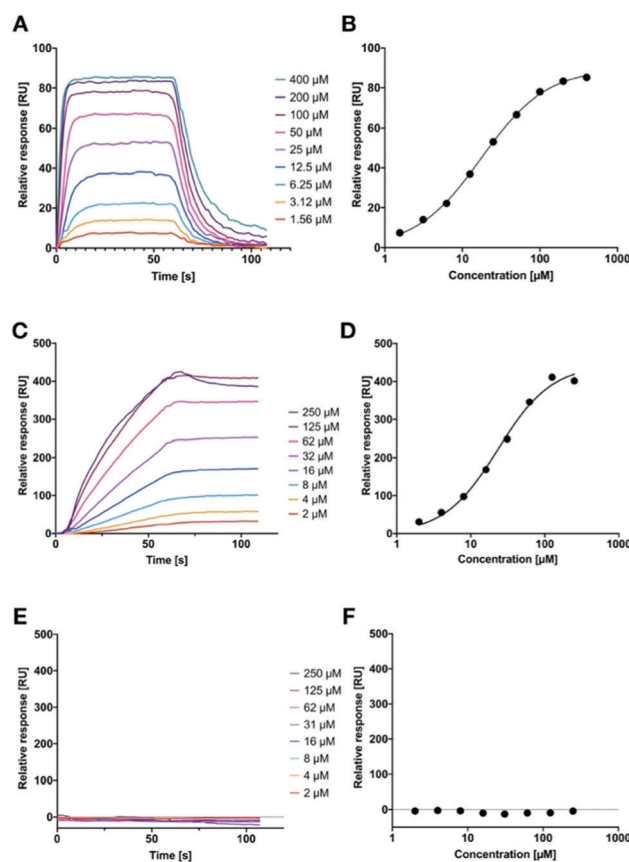 A
Relative response [RU]
100
80
60
40
20
0
0
50
100
Time [s]
400 µM
200 µM
100 µM
50 µM
25 µM
12.5 µM
6.25 µM
3.12 µM
1.56 µM
B
Relative response [RU]
100
80
60
40
20
0
1
10
100
1000
Concentration [µM]
C
Relative response [RU]
500
400
300
200
100
0
0
50
100
Time [s]
250 µM
125 µM
62 µM
32 µM
16 µM
8 µM
4 µM
2 µM
D
Relative response [RU]
500
400
300
200
100
0
1
10
100
1000
Concentration [µM]
E
Relative response [RU]
500
400
300
200
100
0
0
50
100
Time [s]
250 µM
125 µM
62 µM
31 µM
16 µM
8 µM
4 µM
2 µM
F
Relative response [RU]
500
400
300
200
100
0
1
10
100
1000
Concentration [µM]